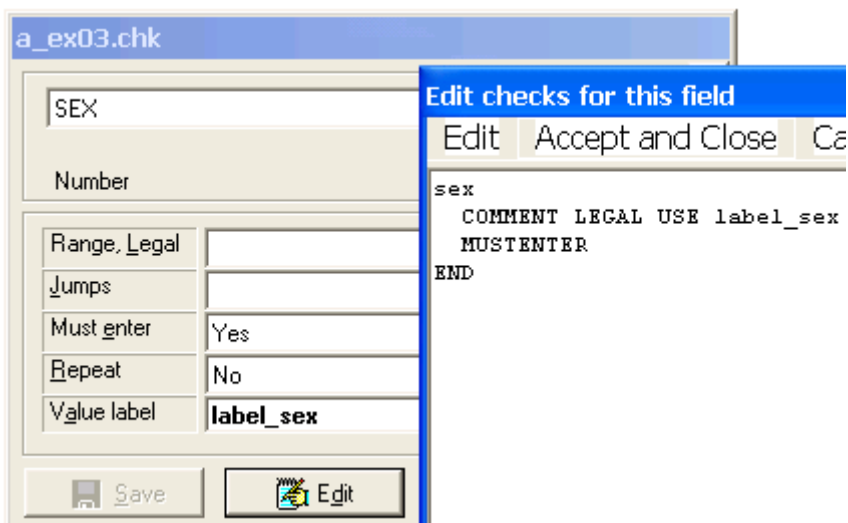 a_ex03.chk
SEX
Number
Range, Legal
Jumps
Must enter Yes
Repeat No
Value label label_sex
Save Edit
Edit checks for this field
Edit Accept and Close Ca
sex
COMMENT LEGAL USE label_sex
MUSTENTER
END